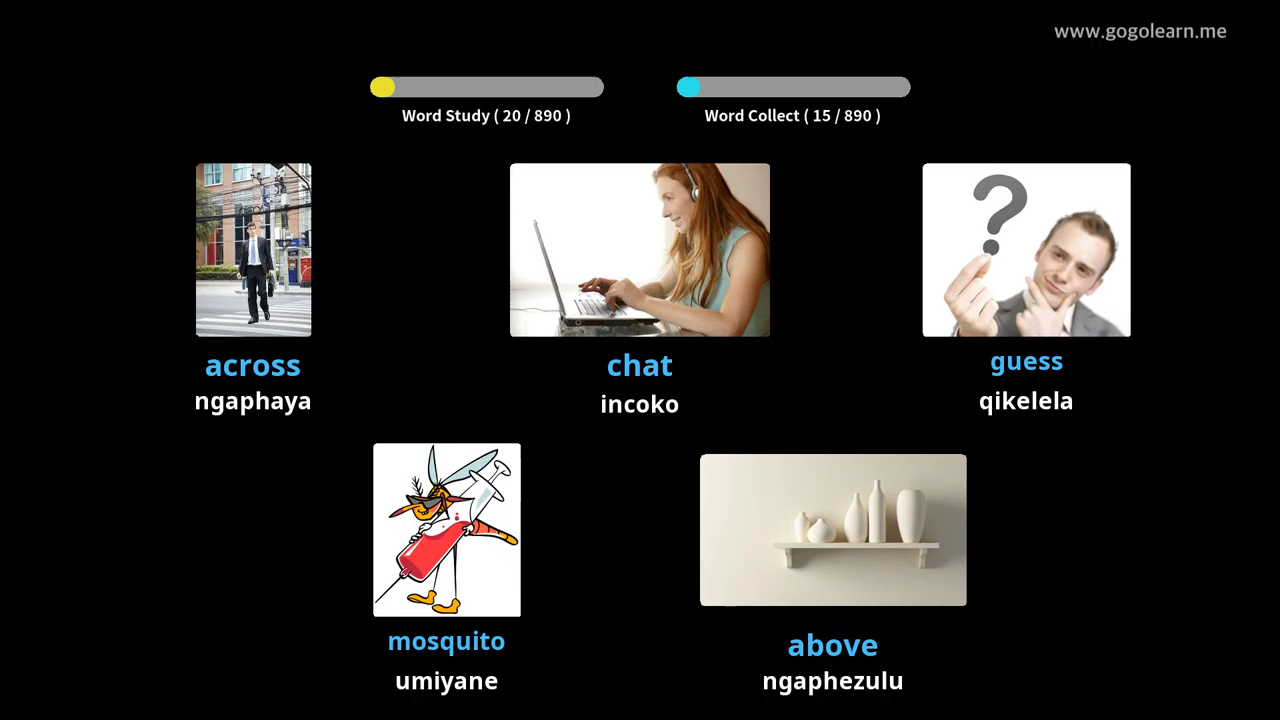 www.gogolearn.me
Word Study ( 20 / 890 )
Word Collect ( 15 / 890 )
across
ngaphaya
chat
incoko
guess
qikelela
mosquito
umiyane
above
ngaphezulu